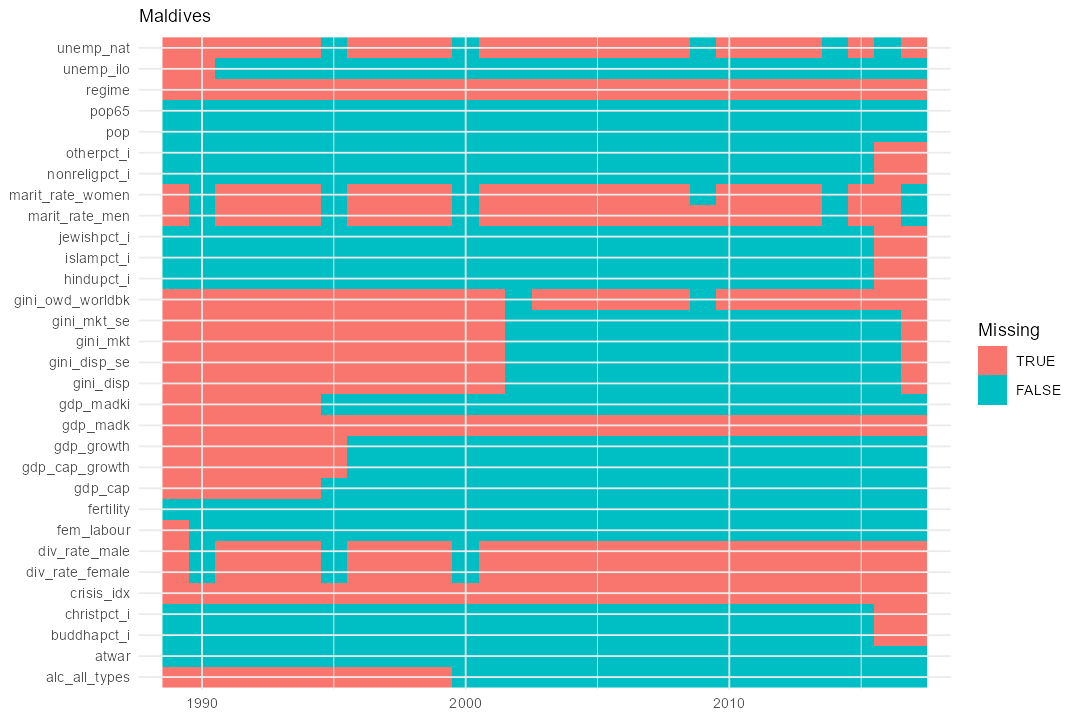 Maldives
unemp_nat
unemp_ilo
regime
pop65
pop
otherpct_i
nonreligpct_i
marit_rate_women
marit_rate_men
jewishpct_i
islampct_i
hindupct_i
gini_owd_worldbk
gini_mkt_se
gini_mkt
gini_disp_se
gini_disp
gdp_madki
gdp_madk
gdp_growth
gdp_cap_growth
gdp_cap
fertility
fem_labour
div_rate_male
div_rate_female
crisis_idx
christpct_i
buddhapct_i
atwar
alc_all_types
1990 2000 2010
Missing
TRUE
FALSE